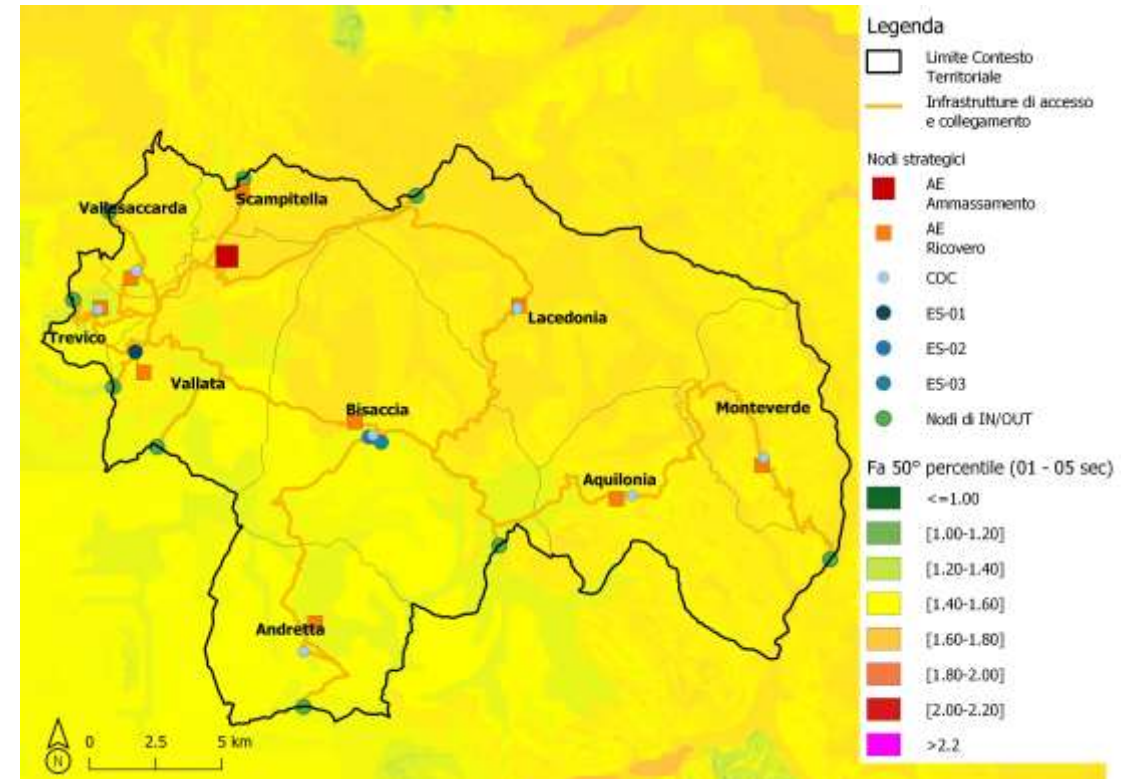 Legenda
Limite Contesto
Territoriale
Infrastrutture di accesso
e collegamento
Nodi strategici
AE
Ammassamento
AE
Ricovero
COC
ES-01
ES-02
ES-03
Nodi di IN/OUT
Fa 50° percentile (01 - 05 sec)
<=1.00
[1.00-1.20]
[1.20-1.40]
[1.40-1.60]
[1.60-1.80]
[1.80-2.00]
[2.00-2.20]
>2.2
Scampitella
Vallesaccarda
Lacedonia
Trevico
Vallata
Bisaccia
Monteverde
Aquilonia
Andretta
N
0 2.5 5 km